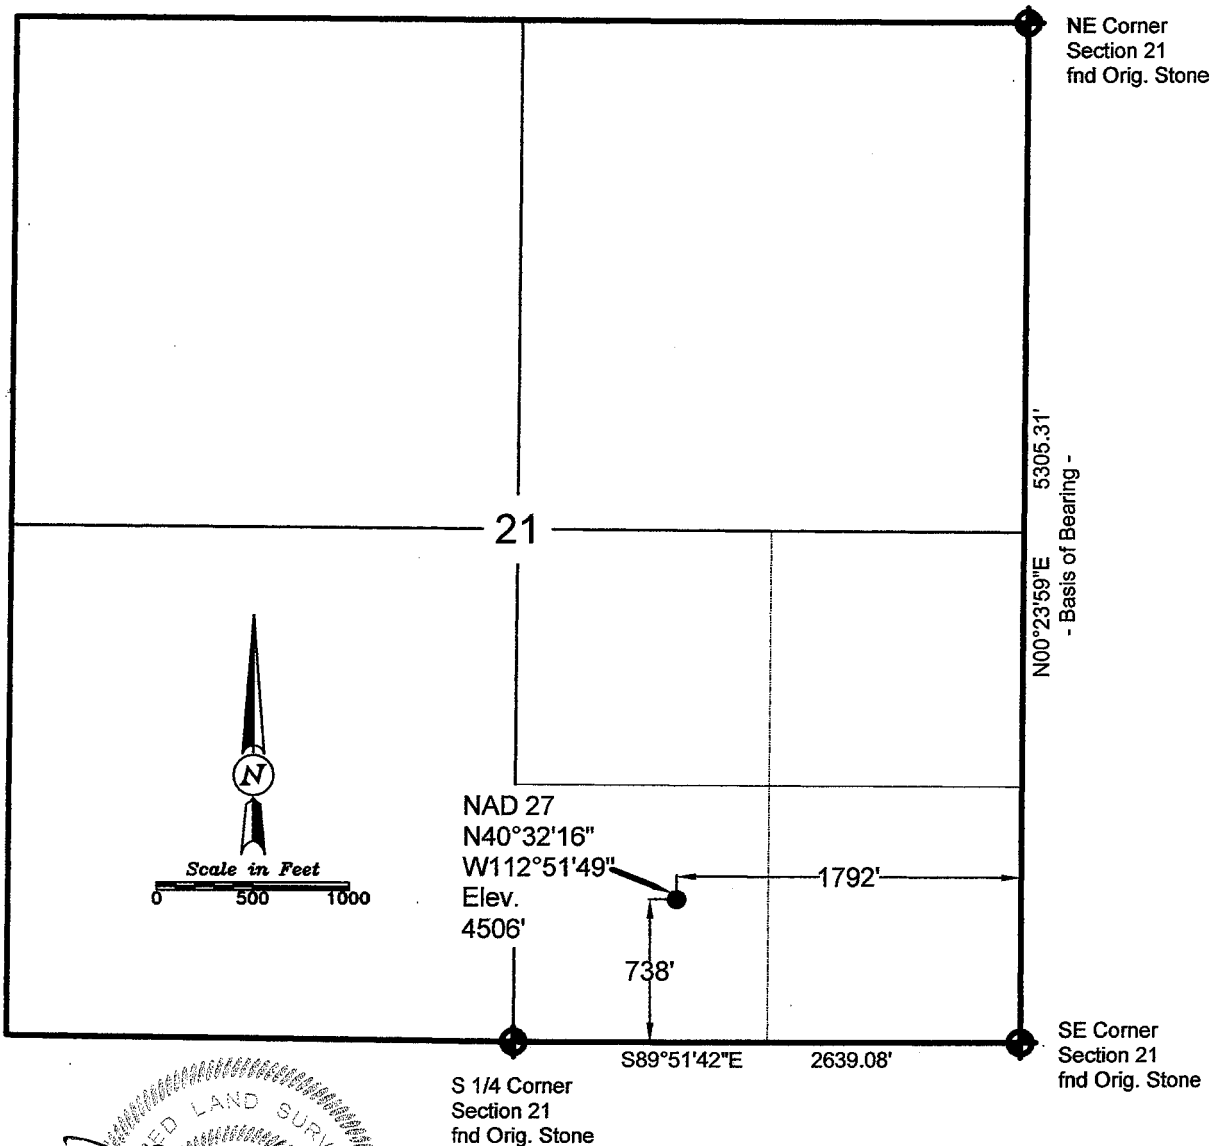 NE Corner
Section 21
fnd Orig. Stone
5305.31'
N00°23'59"E
- Basis of Bearing -
21
N
Scale in Feet
0 500 1000
NAD 27
N40°32'16"
W112°51'49"
Elev.
4506'
1792'
738'
S89°51'42"E 2639.08'
SE Corner
Section 21
fnd Orig. Stone
S 1/4 Corner
Section 21
fnd Orig. Stone
LAND